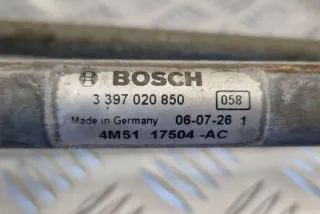 BOSCH
3 397 020 850 058
Made in Germany 06-07-26 1
4M51 17504 -AC